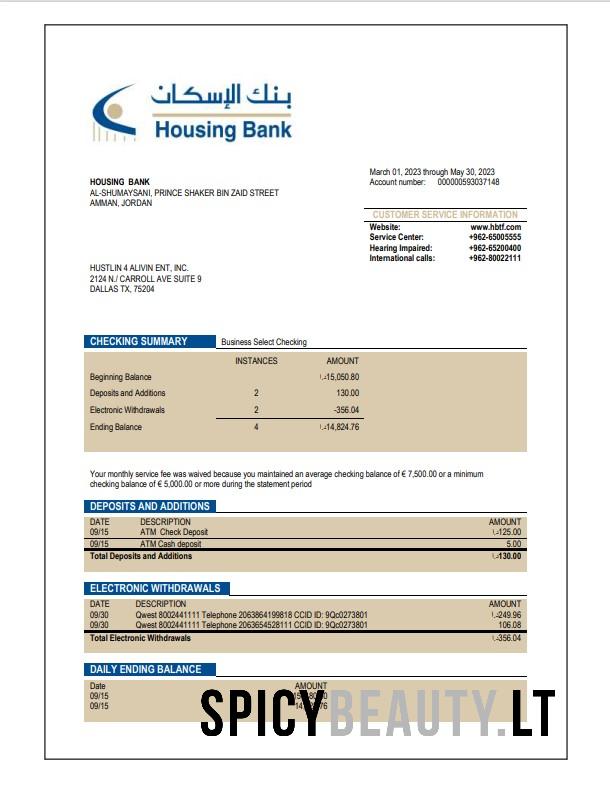 بنك الإسكان
Housing Bank
March 01, 2023 through May 30, 2023
Account number: 000000593037148
HOUSING BANK
AL-SHUMAYSANI, PRINCE SHAKER BIN ZAID STREET
AMMAN, JORDAN
CUSTOMER SERVICE INFORMATION
Website: www.hbtf.com
Service Center: +962-65005555
Hearing Impaired: +962-65200400
International calls: +962-80022111
HUSTLIN 4 ALIVIN ENT, INC.
2124 N./ CARROLL AVE SUITE 9
DALLAS TX, 75204
CHECKING SUMMARY Business Select Checking
INSTANCES AMOUNT
Beginning Balance 15,050.80
Deposits and Additions 2 130.00
Electronic Withdrawals 2 -356.04
Ending Balance 4 14,824.76
Your monthly service fee was waived because you maintained an average checking balance of € 7,500.00 or a minimum
checking balance of € 5,000.00 or more during the statement period
DEPOSITS AND ADDITIONS
DATE DESCRIPTION AMOUNT
09/15 ATM Check Deposit 125.00
09/15 ATM Cash deposit 5.00
Total Deposits and Additions 130.00
ELECTRONIC WITHDRAWALS
DATE DESCRIPTION AMOUNT
09/30 Qwest 8002441111 Telephone 2063864199818 CCID ID: 9Qc0273801 -249.96
09/30 Qwest 8002441111 Telephone 2063654528111 CCID ID: 9Qc0273801 106.08
Total Electronic Withdrawals -356.04
DAILY ENDING BALANCE
Date AMOUNT
09/15
09/15
SPICYBEAUTY.LT